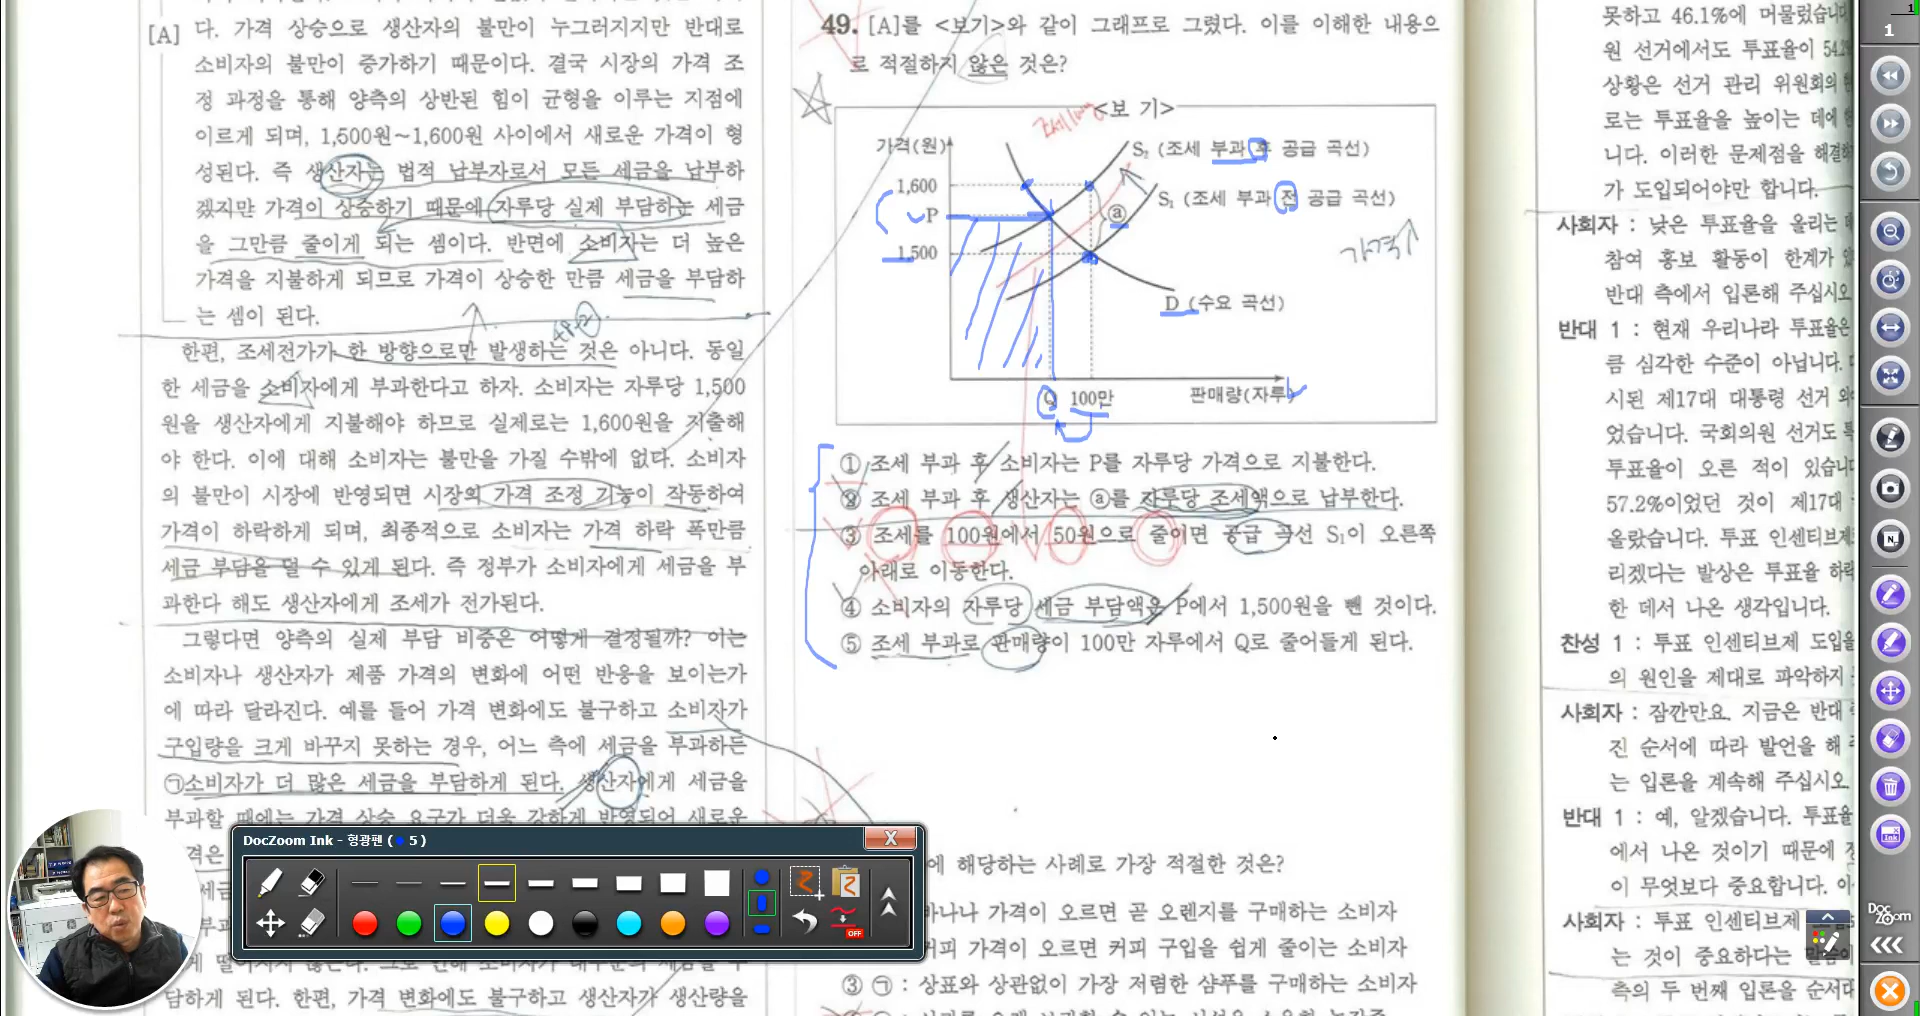 [A]
다. 가격 상승으로 생산자의 불만이 누그러지지만 반대로
소비자의 불만이 증가하기 때문이다. 결국 시장의 가격 조
정 과정을 통해 양측의 상반된 힘이 균형을 이루는 지점에
이르게 되며, 1,500원~1,600원 사이에서 새로운 가격이 형
성된다. 즉 생산자는 법적 납부자로서 모든 세금을 납부하
겠지만 가격이 상승하기 때문에 자루당 실제 부담하는 세금
을 그만큼 줄이게 되는 셈이다. 반면에 소비자는 더 높은
가격을 지불하게 되므로 가격이 상승한 만큼 세금을 부담하
는 셈이 된다.
한편, 조세전가가 한 방향으로만 발생하는 것은 아니다. 동일
한 세금을 소비자에게 부과한다고 하자. 소비자는 자루당 1,500
원을 생산자에게 지불해야 하므로 실제로는 1,600원을 지출해
야 한다. 이에 대해 소비자는 불만을 가질 수밖에 없다. 소비자
의 불만이 시장에 반영되면 시장의 가격 조정 기능이 작동하여
가격이 하락하게 되며, 최종적으로 소비자는 가격 하락 폭만큼
세금 부담을 덜 수 있게 된다. 즉 정부가 소비자에게 세금을 부
과한다 해도 생산자에게 조세가 전가된다.
그렇다면 양측의 실제 부담 비중은 어떻게 결정될까? 이는
소비자나 생산자가 제품 가격의 변화에 어떤 반응을 보이는가
에 따라 달라진다. 예를 들어 가격 변화에도 불구하고 소비자가
구입량을 크게 바꾸지 못하는 경우, 어느 측에 세금을 부과하든
㉠소비자가 더 많은 세금을 부담하게 된다. 생산자에게 세금을
부과할 때에는 가격 상승 요구가 더욱 강하게 반영되어 새로운
격은
담하게 된다. 한편, 가격 변화에도 불구하고 생산자가 생산량을
49. [A]를 <보기>와 같이 그래프로 그렸다. 이를 이해한 내용으
로 적절하지 않은 것은?
<보 기>
가격(원)
S₂ (조세 부과 후 공급 곡선)
1,600
S₁ (조세 부과 전 공급 곡선)
P
ⓐ
가격↑
1,500
D (수요 곡선)
Q 100만 판매량(자루)
① 조세 부과 후 소비자는 P를 자루당 가격으로 지불한다.
② 조세 부과 후 생산자는 ⓐ를 자루당 조세액으로 납부한다.
③ 조세를 100원에서 50원으로 줄이면 공급 곡선 S₁이 오른쪽
아래로 이동한다.
④ 소비자의 자루당 세금 부담액은 P에서 1,500원을 뺀 것이다.
⑤ 조세 부과로 판매량이 100만 자루에서 Q로 줄어들게 된다.
에 해당하는 사례로 가장 적절한 것은?
바나나 가격이 오르면 곧 오렌지를 구매하는 소비자
커피 가격이 오르면 커피 구입을 쉽게 줄이는 소비자
③ ㉠ : 상표와 상관없이 가장 저렴한 샴푸를 구매하는 소비자
못하고 46.1%에 머물렀습니다
원 선거에서도 투표율이 54.2
상황은 선거 관리 위원회의
로는 투표율을 높이는 데에
니다. 이러한 문제점을 해결
가 도입되어야만 합니다.
사회자 : 낮은 투표율을 올리는
참여 홍보 활동이 한계가
반대 측에서 입론해 주십시오
반대 1 : 현재 우리나라 투표율은
큼 심각한 수준이 아닙니다.
시된 제17대 대통령 선거
었습니다. 국회의원 선거도
투표율이 오른 적이 있습니
57.2%이었던 것이 제17대
올랐습니다. 투표 인센티브제
리겠다는 발상은 투표율 하락
한 데서 나온 생각입니다.
찬성 1 : 투표 인센티브제 도입을
의 원인을 제대로 파악하지
사회자 : 잠깐만요. 지금은 반대
진 순서에 따라 발언을 해
는 입론을 계속해 주십시오.
반대 1 : 예, 알겠습니다. 투표율
에서 나온 것이기 때문에
이 무엇보다 중요합니다.
사회자 : 투표 인센티브제
는 것이 중요하다는 말씀이
측의 두 번째 입론을 순서대
DocZoom Ink - 형광펜 ( 5 )
X
OFF
1
1
N
Ink
DocZoom